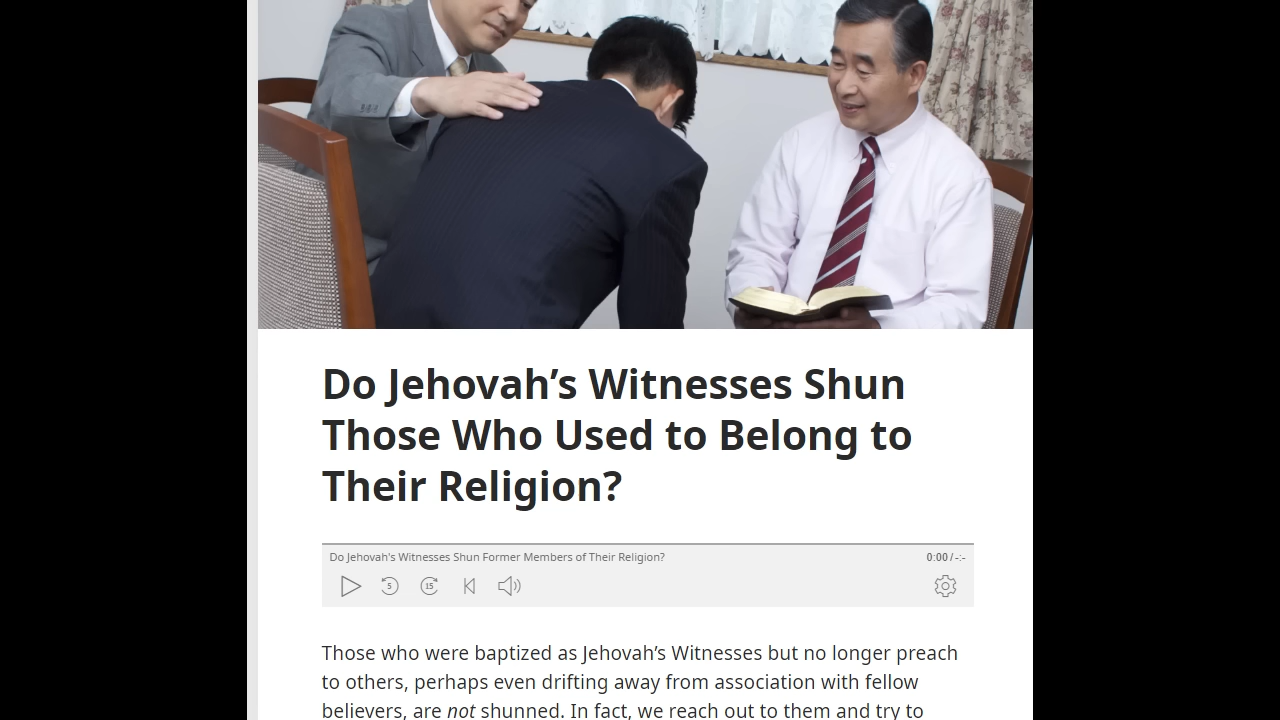 Do Jehovah’s Witnesses Shun
Those Who Used to Belong to
Their Religion?
Do Jehovah's Witnesses Shun Former Members of Their Religion?
0:00 / -:-
5
15
Those who were baptized as Jehovah’s Witnesses but no longer preach
to others, perhaps even drifting away from association with fellow
believers, are not shunned. In fact, we reach out to them and try to